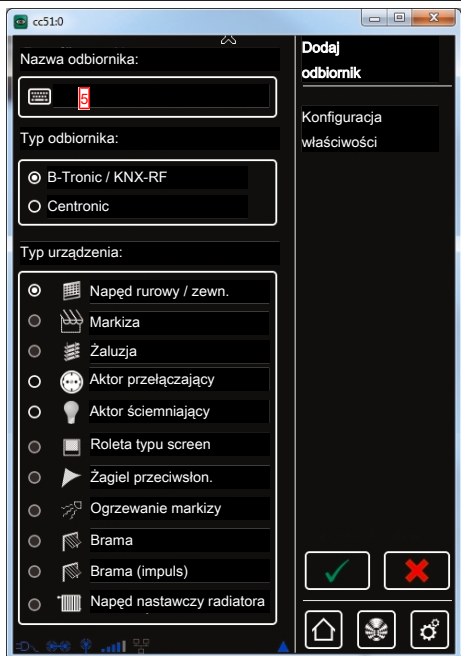 cc51:0
Nazwa odbiornika:
5
Typ odbiornika:
B-Tronic / KNX-RF
Centronic
Typ urządzenia:
Napęd rurowy / zewn.
Markiza
Żaluzja
Aktor przełączający
Aktor ściemniający
Roleta typu screen
Żagiel przeciwsłon.
Ogrzewanie markizy
Brama
Brama (impuls)
Napęd nastawczy radiatora
Dodaj
odbiornik
Konfiguracja
właściwości